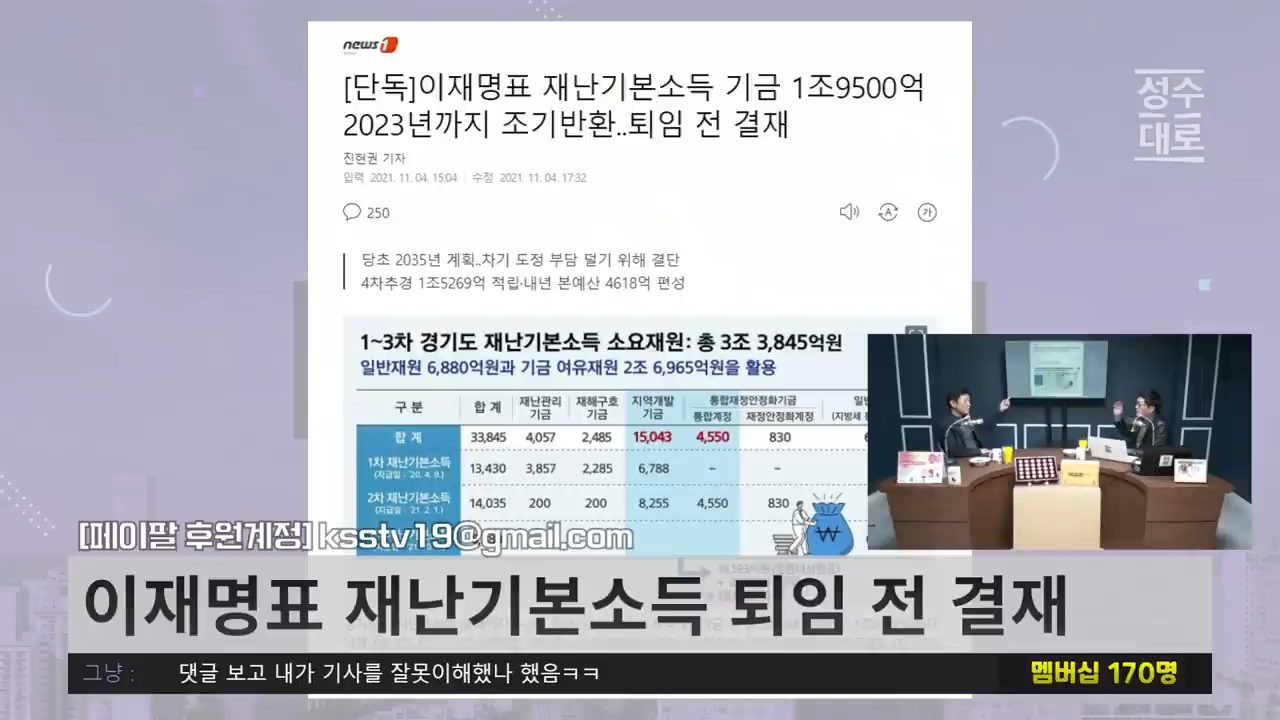 news1
[단독]이재명표 재난기본소득 기금 1조9500억
2023년까지 조기반환..퇴임 전 결재
진현권 기자
입력 2021. 11. 04. 15:04 | 수정 2021. 11. 04. 17:32
250
가
당초 2035년 계획..차기 도정 부담 덜기 위해 결단
4차추경 1조5269억 적립·내년 본예산 4618억 편성
성수
대로
1~3차 경기도 재난기본소득 소요재원: 총 3조 3,845억원
일반재원 6,880억원과 기금 여유재원 2조 6,965억원을 활용
구 분 합 계 재난관리 기금 재해구호 기금 지역개발 기금 통합재정안정화기금 통합계정 재정안정화계정
합 계 33,845 4,057 2,485 15,043 4,550 830
1차 재난기본소득 (지급일 : '20. 4. 9.) 13,430 3,857 2,285 6,788 - -
2차 재난기본소득 (지급일 : '21. 2. 1.) 14,035 200 200 8,255 4,550 830
[페이팔 후원계정] ksstv19@gmail.com
이재명표 재난기본소득 퇴임 전 결재
그냥 : 댓글 보고 내가 기사를 잘못이해했나 했음ㅋㅋ
멤버십 170명